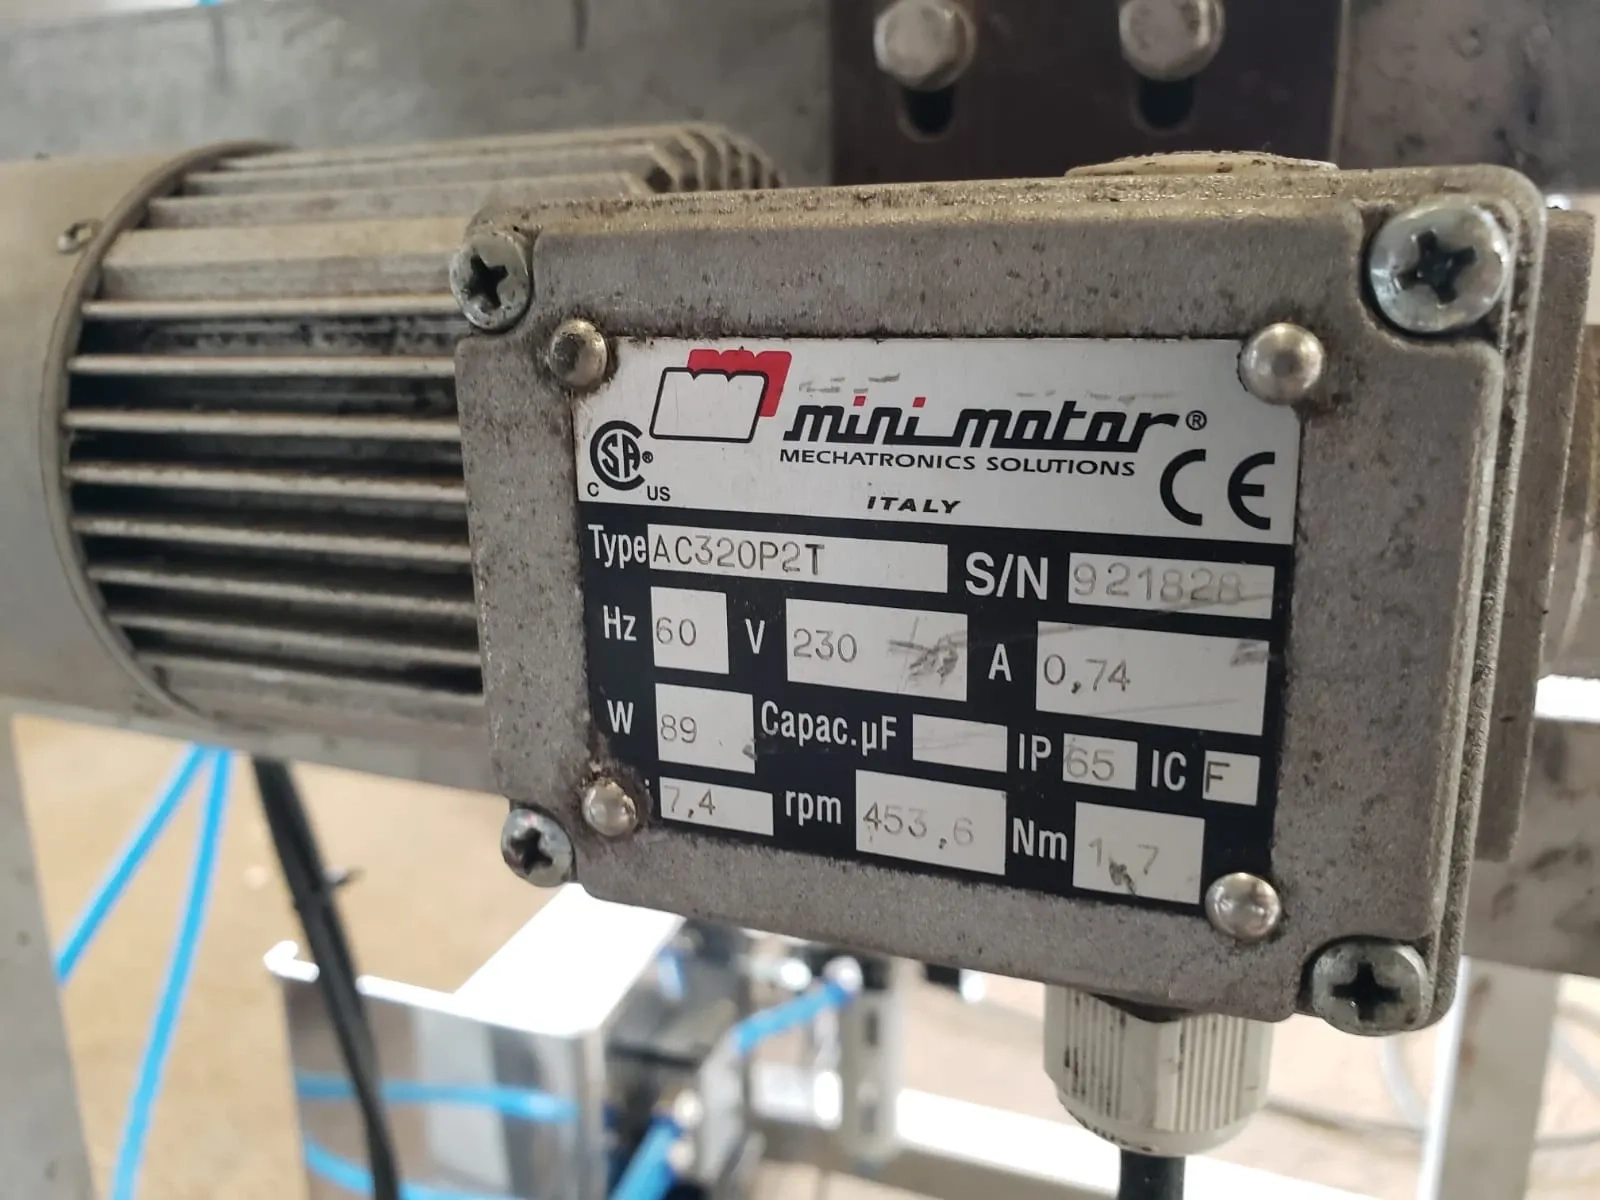 mini motor®
MECHATRONICS SOLUTIONS
ITALY
CSA® C US CE
Type AC320P2T S/N 921828
Hz 60 V 230 A 0,74
W 89 Capac.µF IP 65 IC F
i 7,4 rpm 453,6 Nm 1,7